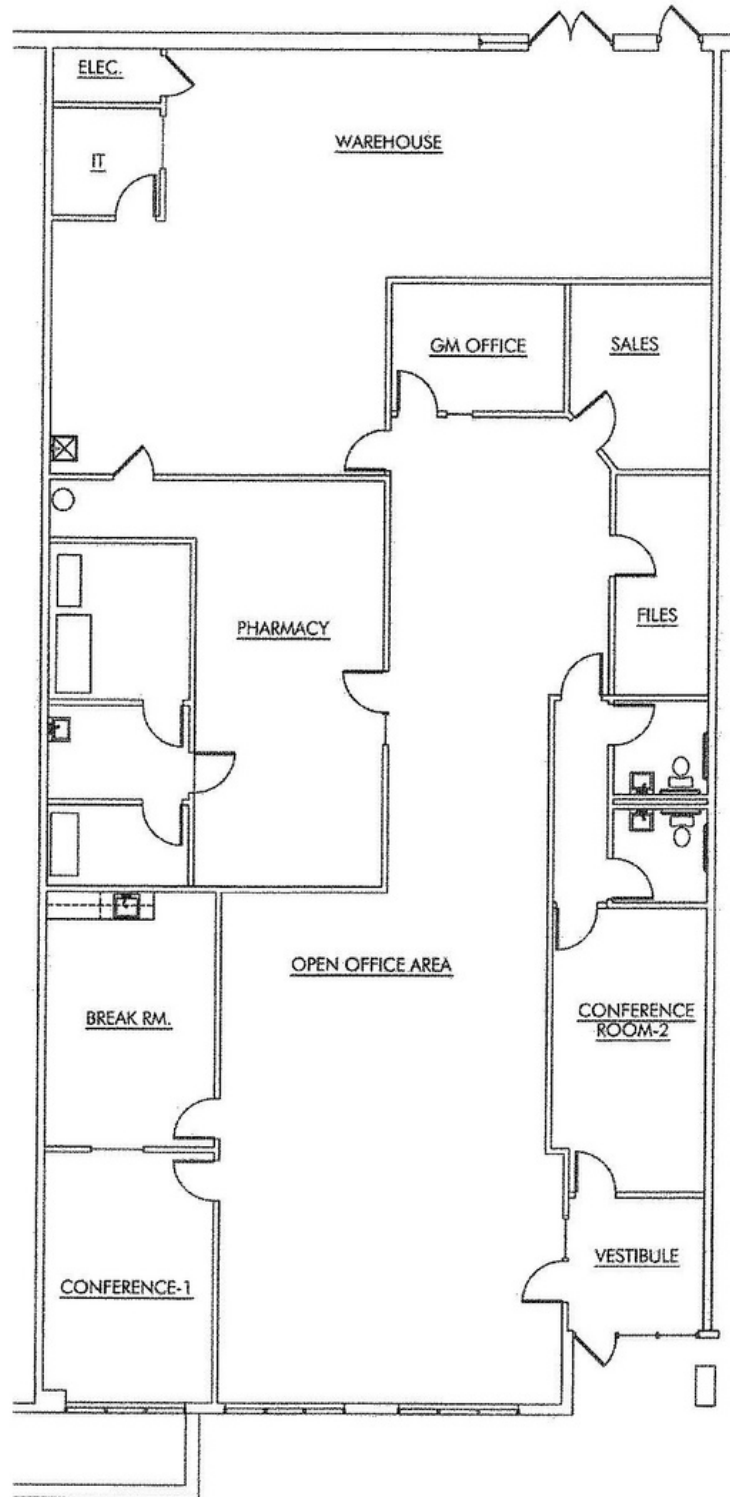 ELEC.
IT
WAREHOUSE
GM OFFICE
SALES
PHARMACY
FILES
OPEN OFFICE AREA
BREAK RM.
CONFERENCE
ROOM-2
VESTIBULE
CONFERENCE-1